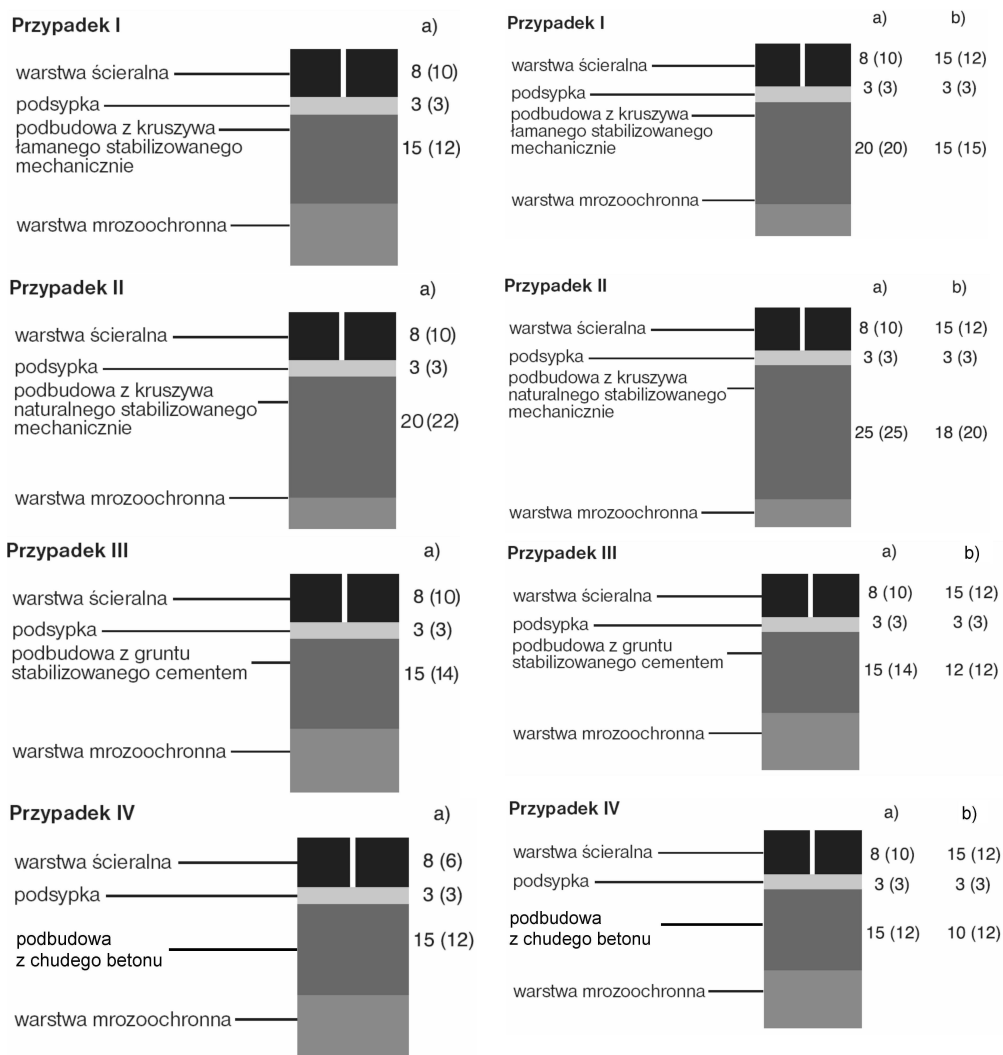 Przypadek I a)
warstwa ścieralna 8 (10)
podsypka 3 (3)
podbudowa z kruszywa
łamanego stabilizowanego 15 (12)
mechanicznie
warstwa mrozoochronna
Przypadek II a)
warstwa ścieralna 8 (10)
podsypka 3 (3)
podbudowa z kruszywa
naturalnego stabilizowanego
mechanicznie 20 (22)
warstwa mrozoochronna
Przypadek III a)
warstwa ścieralna 8 (10)
podsypka 3 (3)
podbudowa z gruntu
stabilizowanego cementem 15 (14)
warstwa mrozoochronna
Przypadek IV a)
warstwa ścieralna 8 (6)
podsypka 3 (3)
podbudowa 15 (12)
z chudego betonu
warstwa mrozoochronna
Przypadek I a) b)
warstwa ścieralna 8 (10) 15 (12)
podsypka 3 (3) 3 (3)
podbudowa z kruszywa
łamanego stabilizowanego
mechanicznie 20 (20) 15 (15)
warstwa mrozoochronna
Przypadek II a) b)
warstwa ścieralna 8 (10) 15 (12)
podsypka 3 (3) 3 (3)
podbudowa z kruszywa
naturalnego stabilizowanego
mechanicznie
25 (25) 18 (20)
warstwa mrozoochronna
Przypadek III a) b)
warstwa ścieralna 8 (10) 15 (12)
podsypka 3 (3) 3 (3)
podbudowa z gruntu
stabilizowanego cementem 15 (14) 12 (12)
warstwa mrozoochronna
Przypadek IV a) b)
warstwa ścieralna 8 (10) 15 (12)
podsypka 3 (3) 3 (3)
podbudowa
z chudego betonu 15 (12) 10 (12)
warstwa mrozoochronna